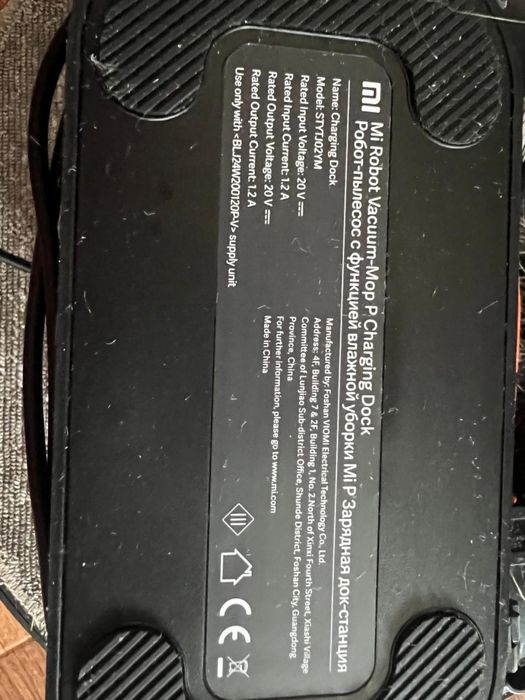 mi Mi Robot Vacuum-Mop P Charging Dock
Робот-пылесос с функцией влажной уборки Mi P Зарядная док-станция
Name: Charging Dock
Model: STYTJ02YM
Rated Input Voltage: 20 V ⎓
Rated Input Current: 1.2 A
Rated Output Voltage: 20 V ⎓
Rated Output Current: 1.2 A
Use only with <BLJ24W200120P-V> supply unit
Manufactured by: Foshan VIOMI Electrical Technology Co., Ltd.
Address: 4F, Building 7 & 2F, Building 1, No. 2.North of Xinxi Fourth Street, Xiashi Village
Committee of Lunjiao Sub-district Office, Shunde District, Foshan City, Guangdong
Province, China
For further information, please go to www.mi.com
Made in China
CE